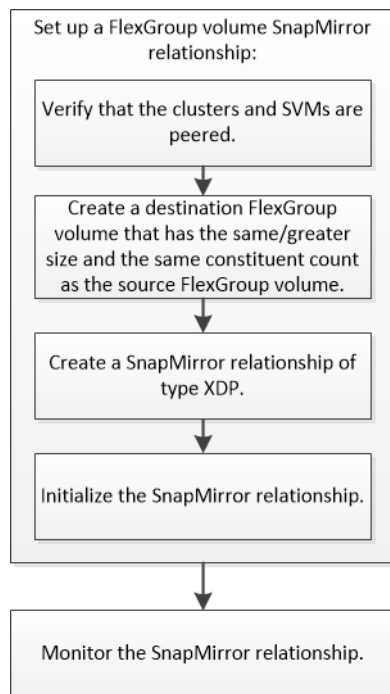 Set up a FlexGroup volume SnapMirror
relationship:
Verify that the clusters and SVMs are
peered.
Create a destination FlexGroup
volume that has the same/greater
size and the same constituent count
as the source FlexGroup volume.
Create a SnapMirror relationship of
type XDP.
Initialize the SnapMirror relationship.
Monitor the SnapMirror relationship.